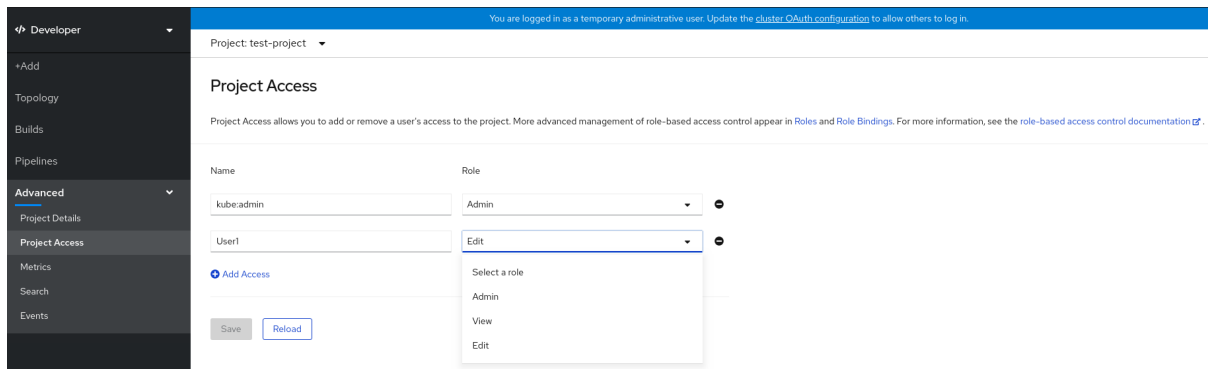 You are logged in as a temporary administrative user. Update the cluster OAuth configuration to allow others to log in.
</> Developer
+Add
Topology
Builds
Pipelines
Advanced
Project Details
Project Access
Metrics
Search
Events
Project: test-project
Project Access
Project Access allows you to add or remove a user's access to the project. More advanced management of role-based access control appear in Roles and Role Bindings. For more information, see the role-based access control documentation .
Name Role
kube:admin Admin
User1 Edit
Add Access
Select a role
Admin
View
Edit
Save Reload